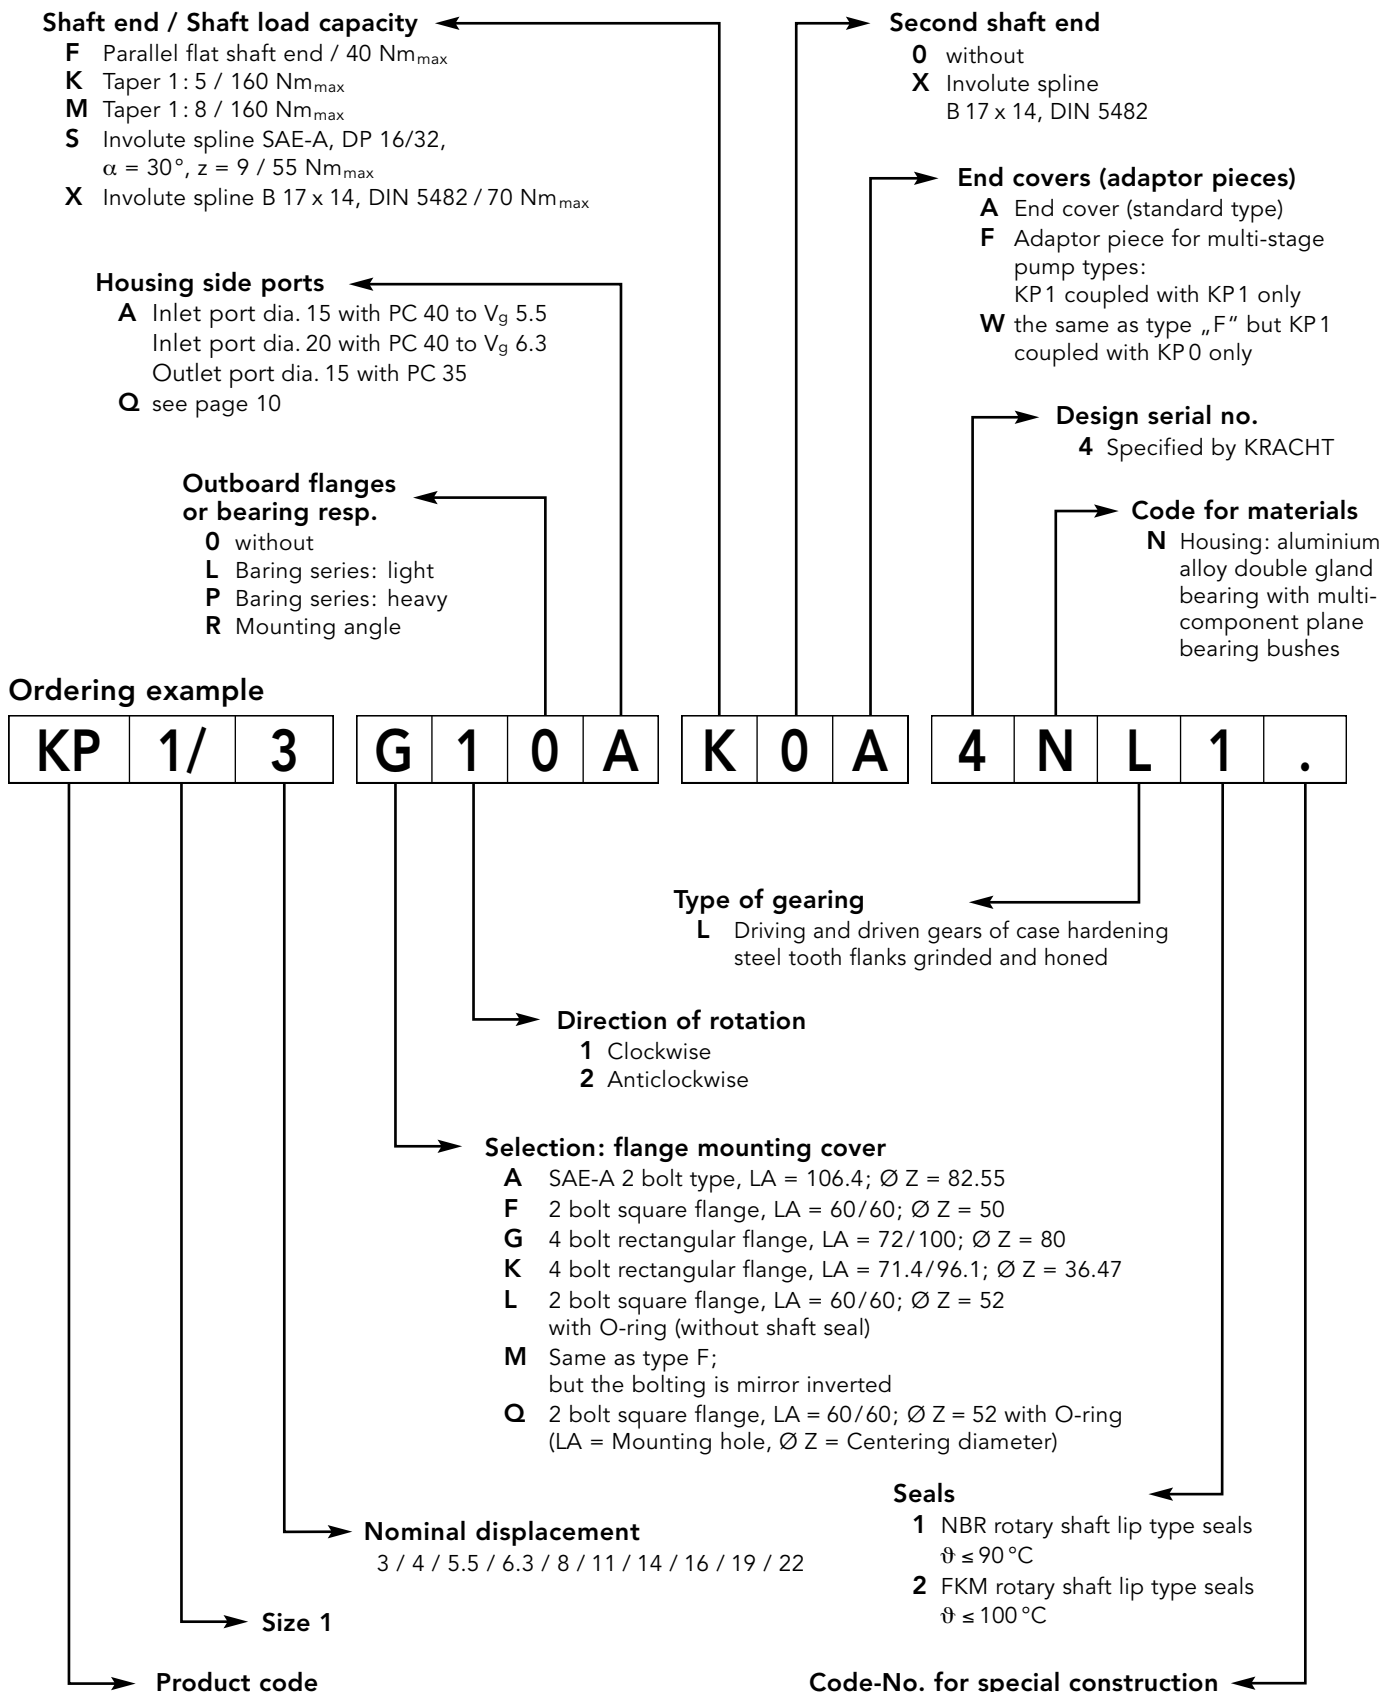 Shaft end / Shaft load capacity
F Parallel flat shaft end / 40 Nmmax
K Taper 1: 5 / 160 Nmmax
M Taper 1: 8 / 160 Nmmax
S Involute spline SAE-A, DP 16/32,
α = 30°, z = 9 / 55 Nmmax
X Involute spline B 17 x 14, DIN 5482 / 70 Nmmax
Second shaft end
0 without
X Involute spline
B 17 x 14, DIN 5482
End covers (adaptor pieces)
A End cover (standard type)
F Adaptor piece for multi-stage
pump types:
KP 1 coupled with KP 1 only
W the same as type „F“ but KP 1
coupled with KP 0 only
Housing side ports
A Inlet port dia. 15 with PC 40 to Vg 5.5
Inlet port dia. 20 with PC 40 to Vg 6.3
Outlet port dia. 15 with PC 35
Q see page 10
Design serial no.
4 Specified by KRACHT
Outboard flanges
or bearing resp.
0 without
L Baring series: light
P Baring series: heavy
R Mounting angle
Code for materials
N Housing: aluminium
alloy double gland
bearing with multi-
component plane
bearing bushes
Ordering example
KP 1/ 3 G 1 0 A K 0 A 4 N L 1 .
Type of gearing
L Driving and driven gears of case hardening
steel tooth flanks grinded and honed
Direction of rotation
1 Clockwise
2 Anticlockwise
Selection: flange mounting cover
A SAE-A 2 bolt type, LA = 106.4; Ø Z = 82.55
F 2 bolt square flange, LA = 60/60; Ø Z = 50
G 4 bolt rectangular flange, LA = 72/100; Ø Z = 80
K 4 bolt rectangular flange, LA = 71.4/96.1; Ø Z = 36.47
L 2 bolt square flange, LA = 60/60; Ø Z = 52
with O-ring (without shaft seal)
M Same as type F;
but the bolting is mirror inverted
Q 2 bolt square flange, LA = 60/60; Ø Z = 52 with O-ring
(LA = Mounting hole, Ø Z = Centering diameter)
Seals
1 NBR rotary shaft lip type seals
ϑ ≤ 90 °C
2 FKM rotary shaft lip type seals
ϑ ≤ 100 °C
Nominal displacement
3 / 4 / 5.5 / 6.3 / 8 / 11 / 14 / 16 / 19 / 22
Size 1
Product code
Code-No. for special construction